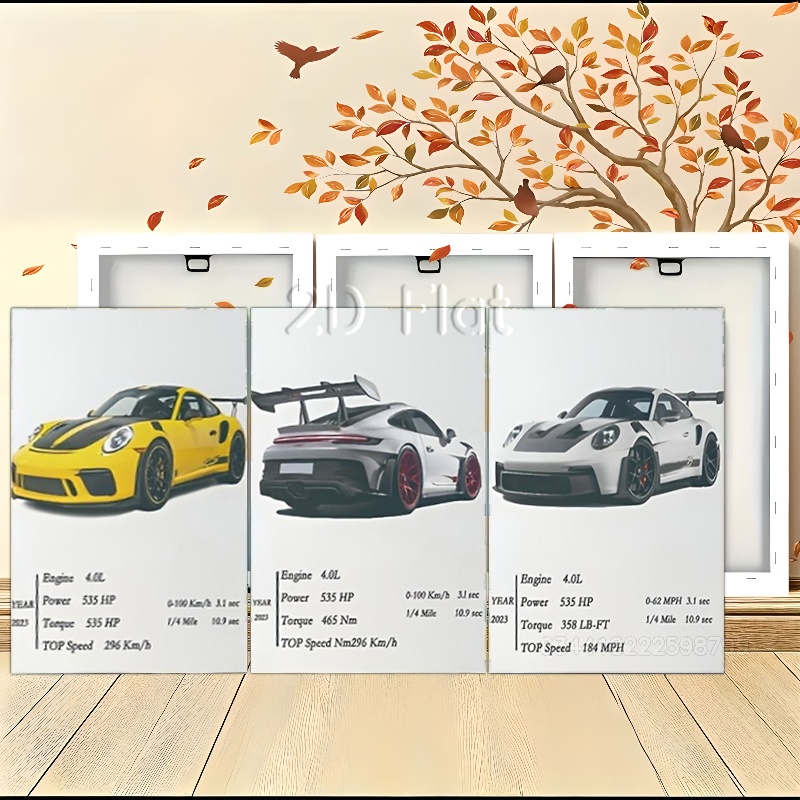 2D Flat
Engine 4.0L
Power 535 HP
Torque 535 HP
TOP Speed 296 Km/h
YEAR
2023
0-100 Km/h 3.1 sec
1/4 Mile 10.9 sec
Engine 4.0L
Power 535 HP
Torque 465 Nm
TOP Speed Nm296 Km/h
YEAR
2023
0-100 Km/h 3.1 sec
1/4 Mile 10.9 sec
Engine 4.0L
Power 535 HP
Torque 358 LB-FT
TOP Speed 184 MPH
YEAR
2023
0-62 MPH 3.1 sec
1/4 Mile 10.9 sec